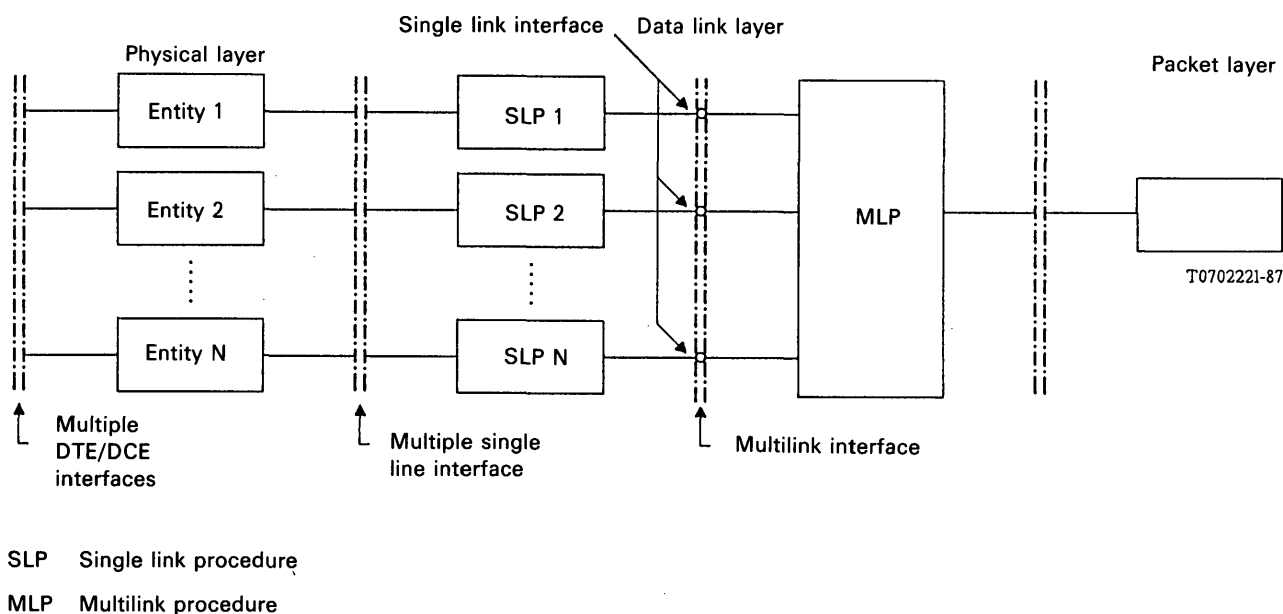 Single link interface
Data link layer
Physical layer
Packet layer
Entity 1
SLP 1
Entity 2
SLP 2
MLP
T0702221-87
Entity N
SLP N
Multiple
DTE/DCE
interfaces
Multiple single
line interface
Multilink interface
SLP Single link procedure
MLP Multilink procedure